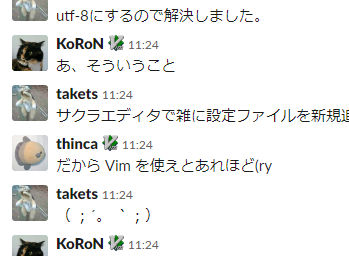 utf-8にするので解決しました。
KoRoN 11:24
あ、そういうこと
takets 11:24
サクラエディタで雑に設定ファイルを新規追
thinca 11:24
だから Vim を使えとあれほど(ry
takets 11:24
（ ；´。 ｀；）
KoRoN 11:24